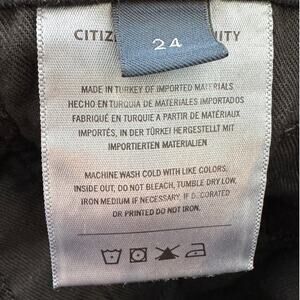 CITIZ
24
UITY
MADE IN TURKEY OF IMPORTED MATERIALS
HECHO EN TURQUIA DE MATERIALES IMPORTADOS
FABRIQUÉ EN TURQUIE A PARTIR DE MATÉRIAUX
IMPORTÉS, IN DER TÜRKEI HERGESTELLT MIT
IMPORTIERTEN MATERIALIEN
MACHINE WASH COLD WITH LIKE COLORS,
INSIDE OUT, DO NOT BLEACH, TUMBLE DRY LOW,
IRON MEDIUM IF NECESSARY. IF DECORATED
OR PRINTED DO NOT IRON.